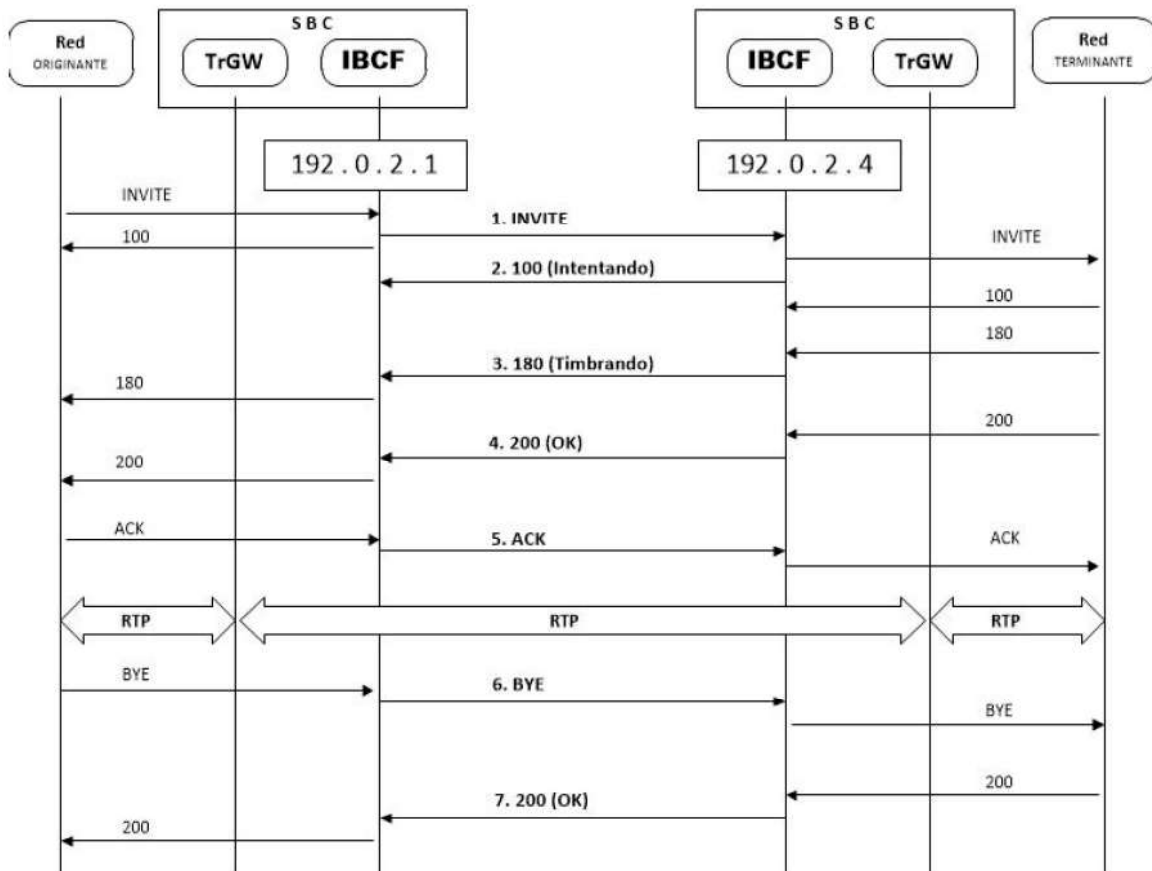 S B C
S B C
Red
ORIGINANTE
TrGW
IBCF
IBCF
TrGW
Red
TERMINANTE
192 . 0 . 2 . 1
192 . 0 . 2 . 4
INVITE
1. INVITE
100
INVITE
2. 100 (Intentando)
100
180
3. 180 (Timbrando)
180
200
4. 200 (OK)
200
ACK
5. ACK
ACK
RTP
RTP
RTP
BYE
6. BYE
BYE
200
7. 200 (OK)
200